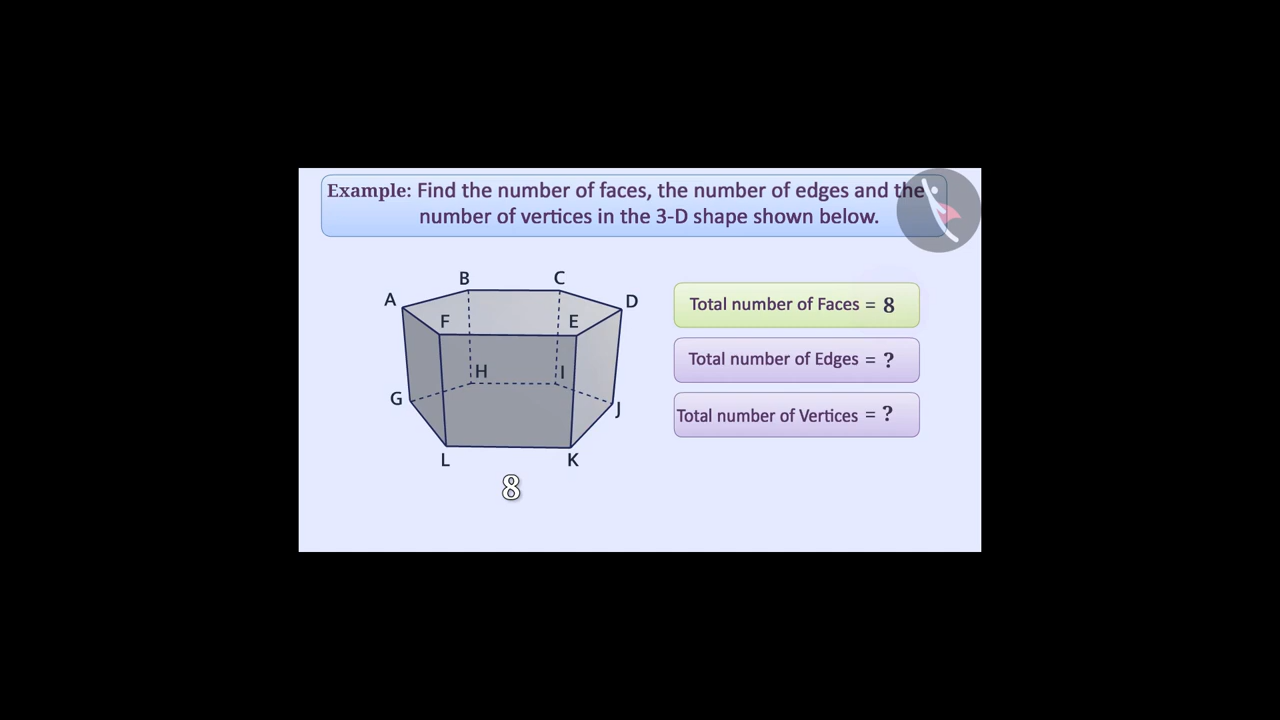 Example: Find the number of faces, the number of edges and the
number of vertices in the 3-D shape shown below.
B C
A D
F E
Total number of Faces = 8
Total number of Edges = ?
H I
G J
Total number of Vertices = ?
L K
8